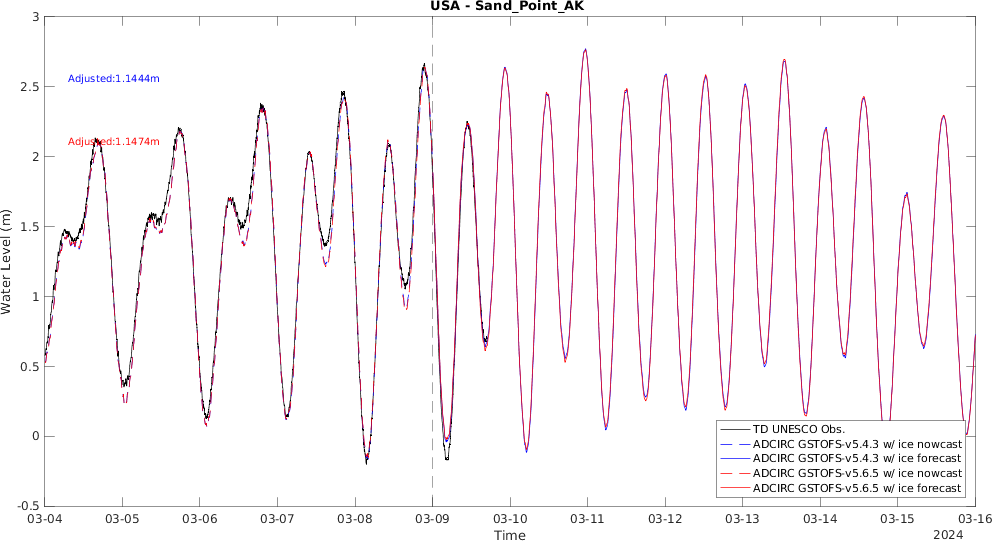 USA - Sand_Point_AK
3
2.5
2
1.5
1
0.5
0
-0.5
Water Level (m)
Adjusted:1.1444m
Adjusted:1.1474m
TD UNESCO Obs.
ADCIRC GSTOFS-v5.4.3 w/ ice nowcast
ADCIRC GSTOFS-v5.4.3 w/ ice forecast
ADCIRC GSTOFS-v5.6.5 w/ ice nowcast
ADCIRC GSTOFS-v5.6.5 w/ ice forecast
03-04 03-05 03-06 03-07 03-08 03-09 03-10 03-11 03-12 03-13 03-14 03-15 03-16
Time
2024